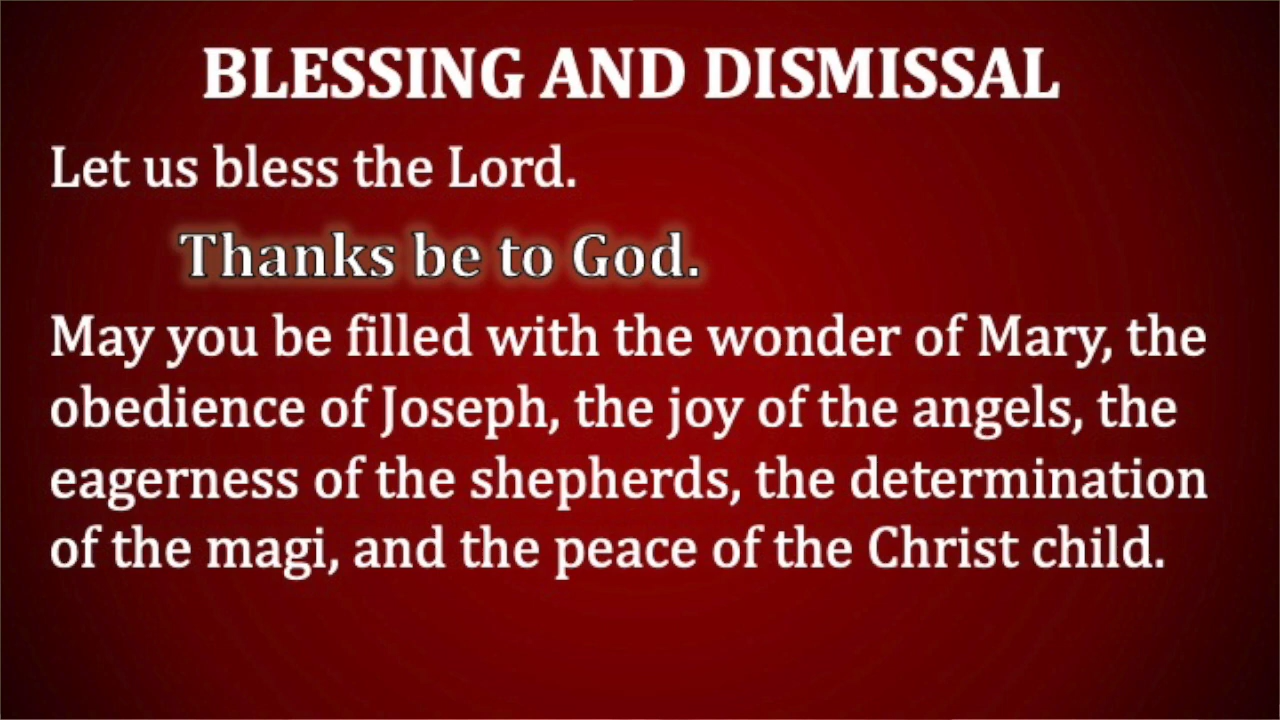 BLESSING AND DISMISSAL
Let us bless the Lord.
Thanks be to God.
May you be filled with the wonder of Mary, the
obedience of Joseph, the joy of the angels, the
eagerness of the shepherds, the determination
of the magi, and the peace of the Christ child.